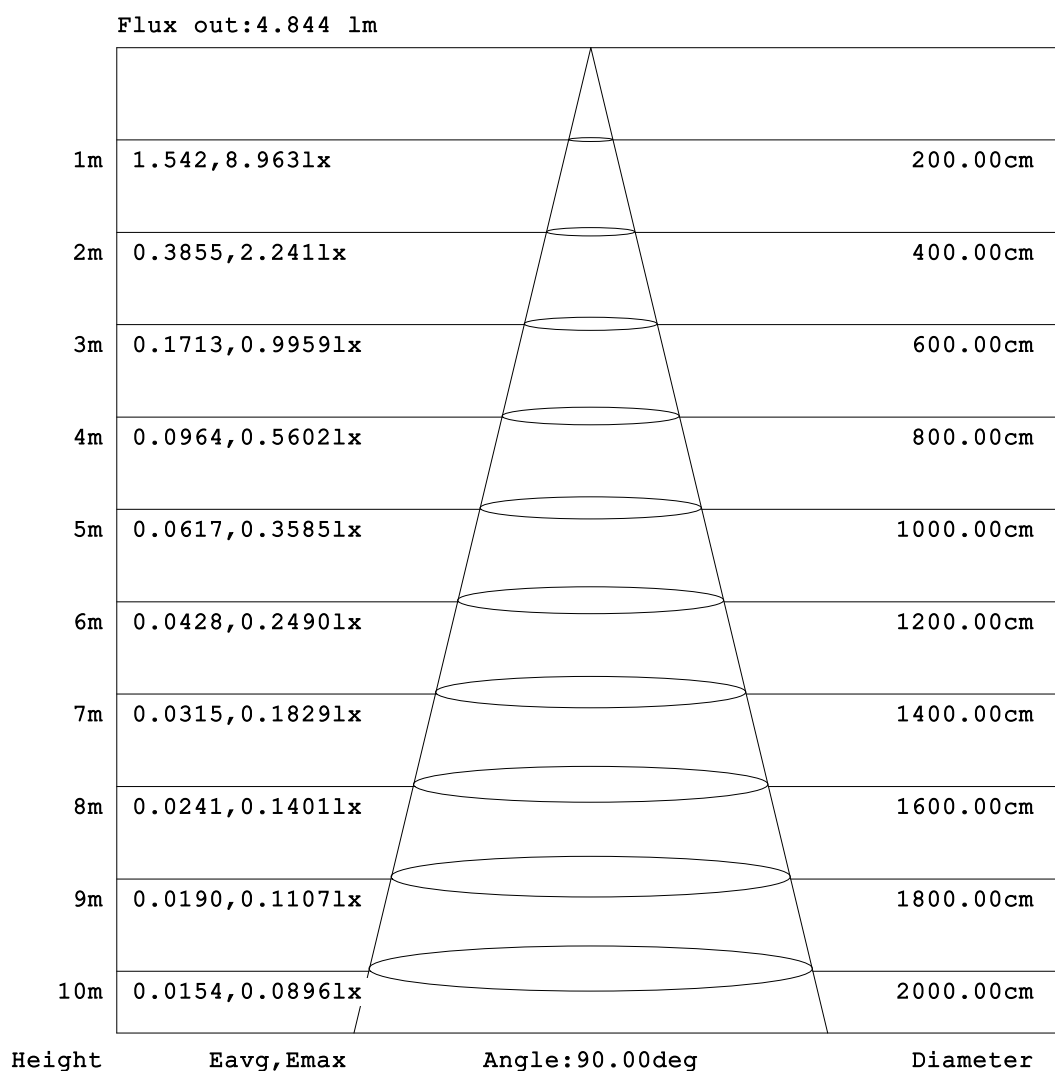 Flux out:4.844 lm
1m 1.542,8.963lx 200.00cm
2m 0.3855,2.241lx 400.00cm
3m 0.1713,0.9959lx 600.00cm
4m 0.0964,0.5602lx 800.00cm
5m 0.0617,0.3585lx 1000.00cm
6m 0.0428,0.2490lx 1200.00cm
7m 0.0315,0.1829lx 1400.00cm
8m 0.0241,0.1401lx 1600.00cm
9m 0.0190,0.1107lx 1800.00cm
10m 0.0154,0.0896lx 2000.00cm
Height Eavg,Emax Angle:90.00deg Diameter